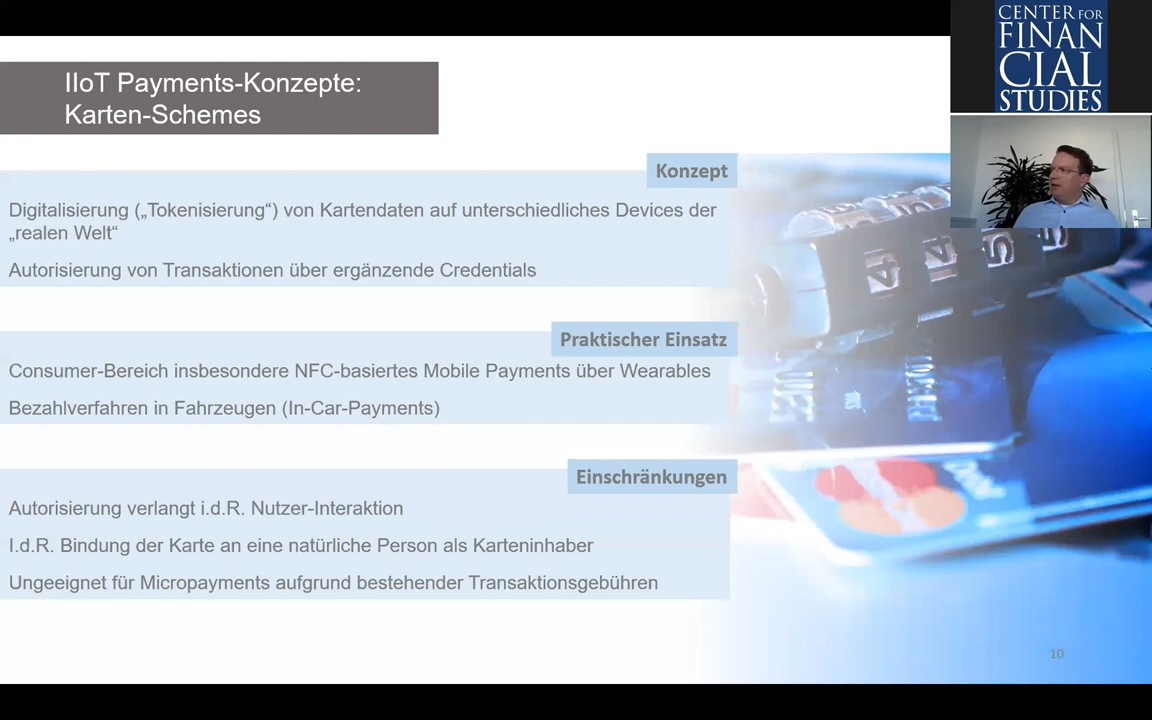 CENTER FOR
FINAN
CIAL
STUDIES
IIoT Payments-Konzepte:
Karten-Schemes
Konzept
Digitalisierung („Tokenisierung“) von Kartendaten auf unterschiedliches Devices der
„realen Welt“
Autorisierung von Transaktionen über ergänzende Credentials
Praktischer Einsatz
Consumer-Bereich insbesondere NFC-basiertes Mobile Payments über Wearables
Bezahlverfahren in Fahrzeugen (In-Car-Payments)
Einschränkungen
Autorisierung verlangt i.d.R. Nutzer-Interaktion
I.d.R. Bindung der Karte an eine natürliche Person als Karteninhaber
Ungeeignet für Micropayments aufgrund bestehender Transaktionsgebühren
10